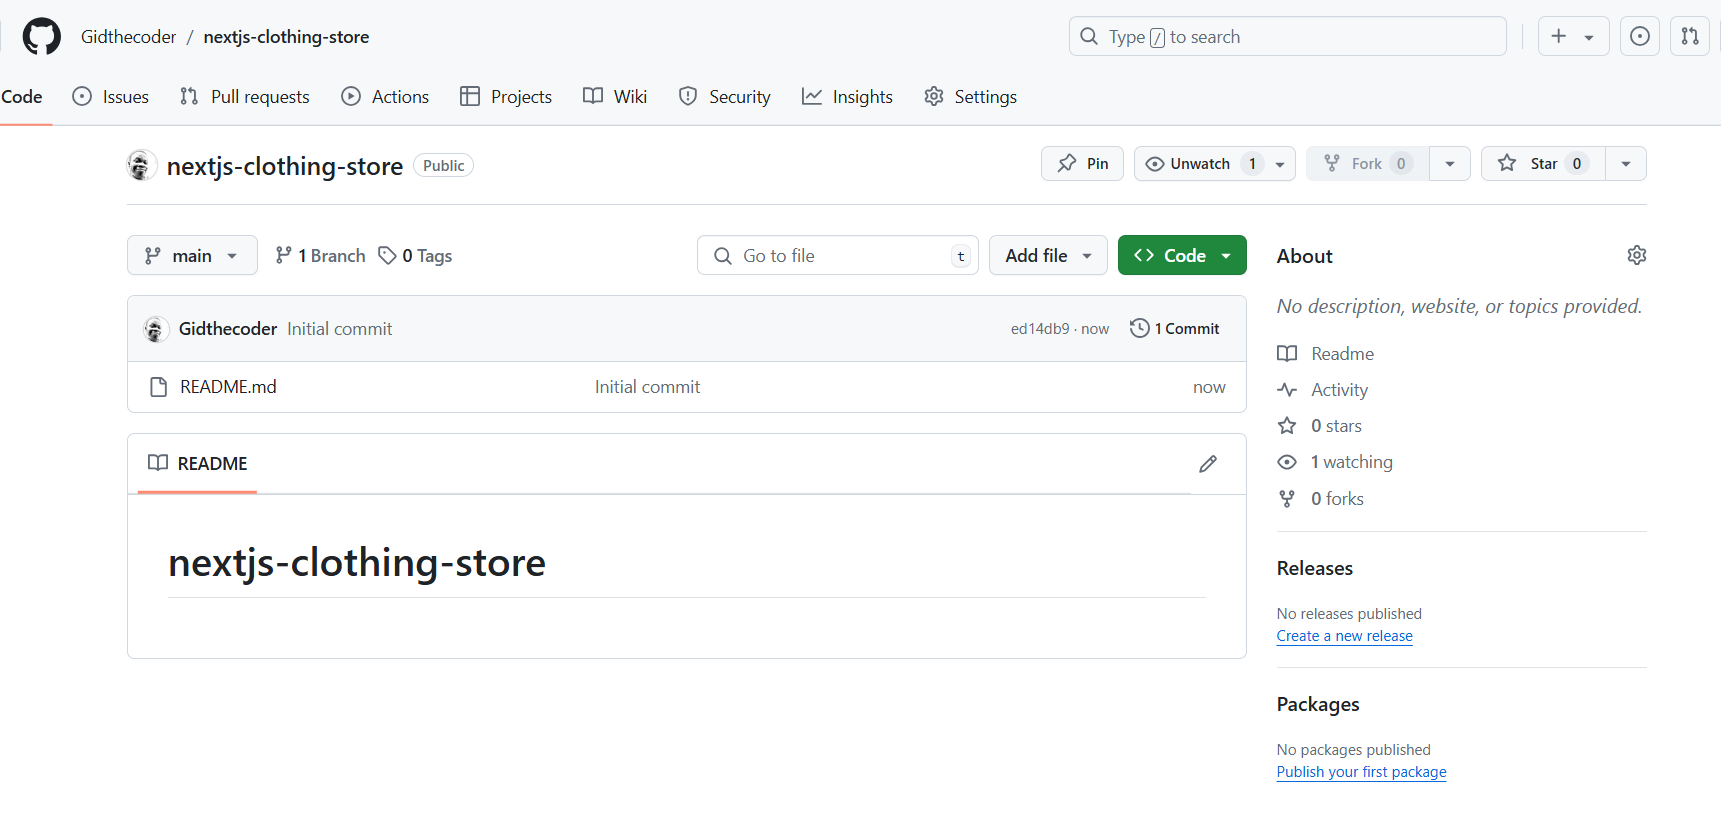 Gidthecoder / nextjs-clothing-store
Type / to search
Code Issues Pull requests Actions Projects Wiki Security Insights Settings
nextjs-clothing-store Public
Pin Unwatch 1 Fork 0 Star 0
main 1 Branch 0 Tags Go to file t Add file Code
Gidthecoder Initial commit ed14db9 · now 1 Commit
README.md Initial commit now
README
nextjs-clothing-store
About
No description, website, or topics provided.
Readme
Activity
0 stars
1 watching
0 forks
Releases
No releases published
Create a new release
Packages
No packages published
Publish your first package